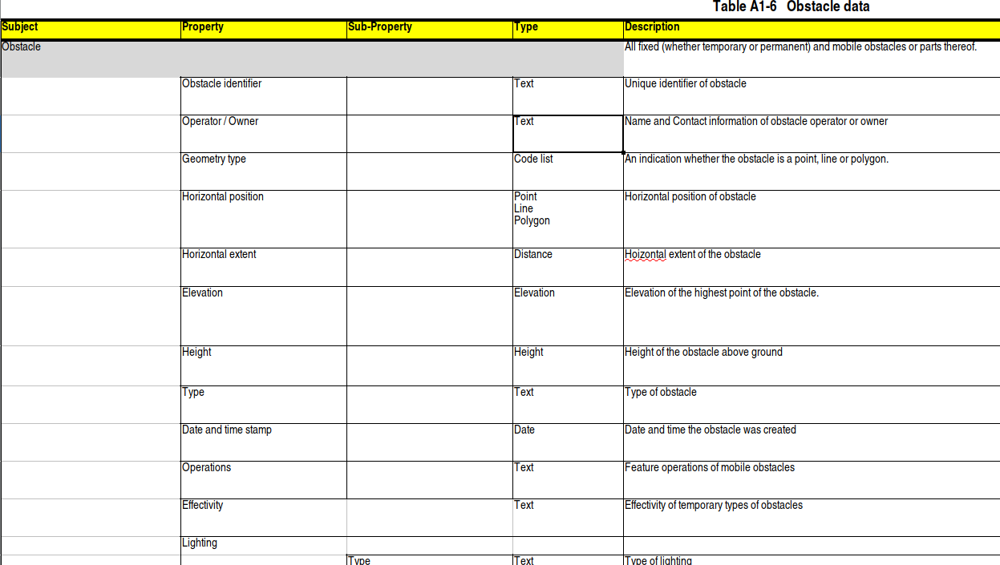 Table A1-6 Obstacle data
Subject Property Sub-Property Type Description
Obstacle All fixed (whether temporary or permanent) and mobile obstacles or parts thereof.
Obstacle identifier Text Unique identifier of obstacle
Operator / Owner Text Name and Contact information of obstacle operator or owner
Geometry type Code list An indication whether the obstacle is a point, line or polygon.
Horizontal position Point Horizontal position of obstacle
Line
Polygon
Horizontal extent Distance Hoizontal extent of the obstacle
Elevation Elevation Elevation of the highest point of the obstacle.
Height Height Height of the obstacle above ground
Type Text Type of obstacle
Date and time stamp Date Date and time the obstacle was created
Operations Text Feature operations of mobile obstacles
Effectivity Text Effectivity of temporary types of obstacles
Lighting
Type Text Type of lighting